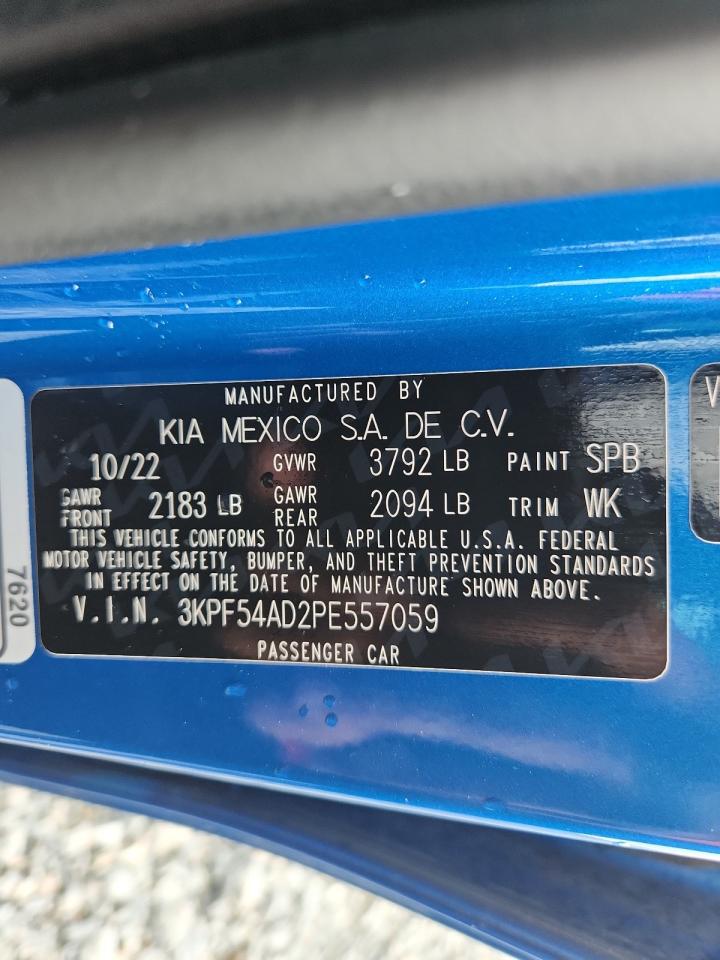 MANUFACTURED BY
KIA MEXICO S.A. DE C.V.
10/22 GVWR 3792 LB PAINT SPB
GAWR FRONT 2183 LB GAWR REAR 2094 LB TRIM WK
THIS VEHICLE CONFORMS TO ALL APPLICABLE U.S.A. FEDERAL
MOTOR VEHICLE SAFETY, BUMPER, AND THEFT PREVENTION STANDARDS
IN EFFECT ON THE DATE OF MANUFACTURE SHOWN ABOVE.
V.I.N. 3KPF54AD2PE557059
PASSENGER CAR
7620